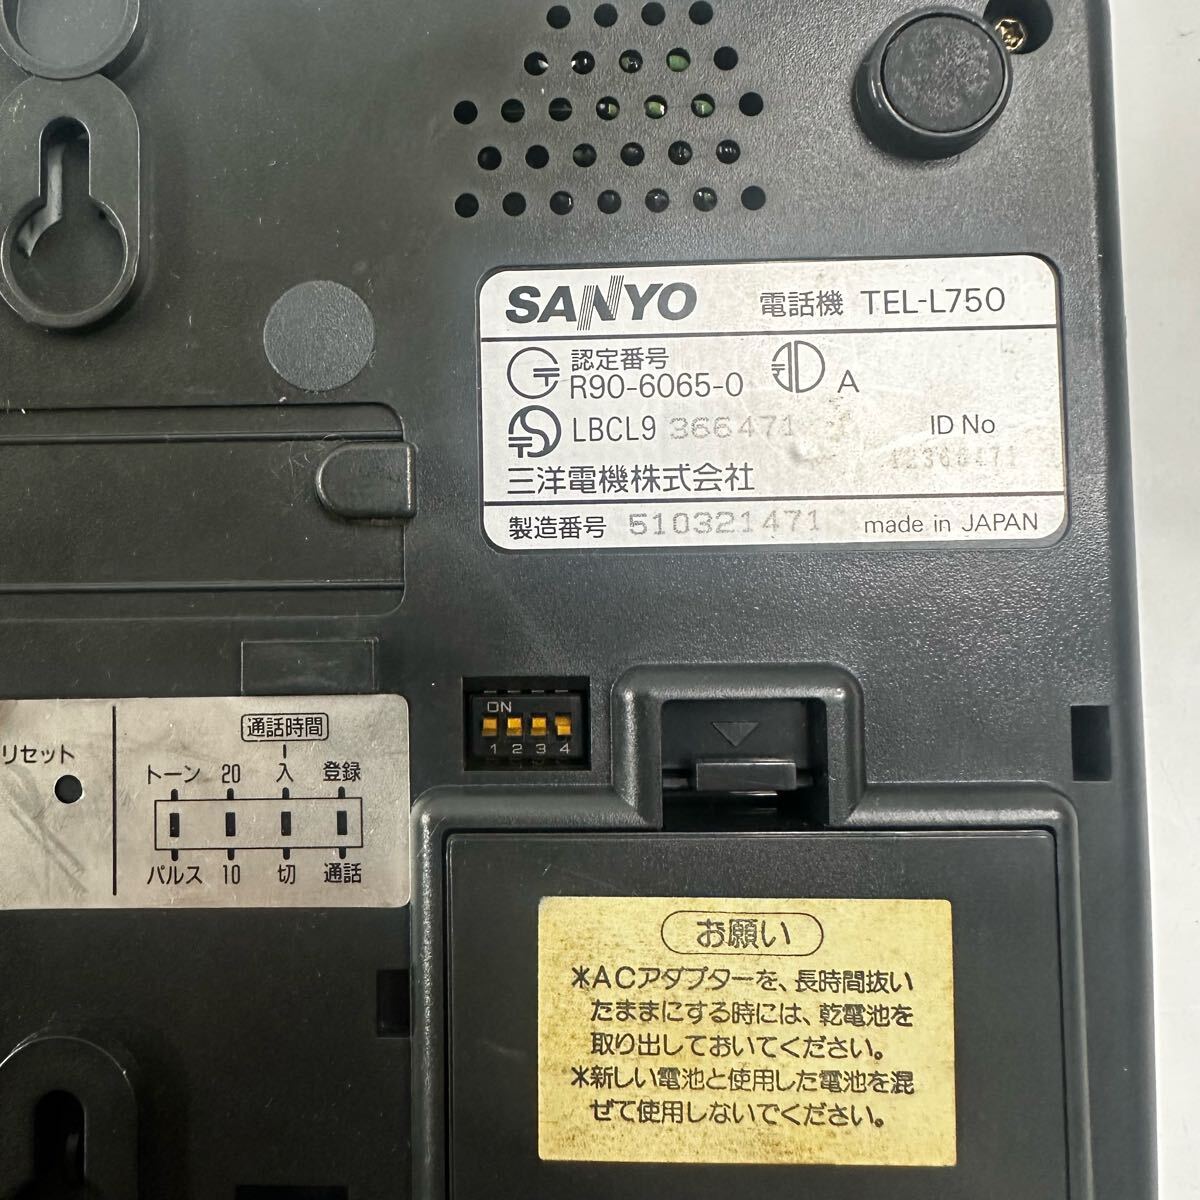 SANYO 電話機 TEL-L750
認定番号
R90-6065-0 A
LBCL9 366471 ID No
三洋電機株式会社
製造番号 510321471 made in JAPAN
ON
1 2 3 4
リセット
通話時間
トーン 20 入 登録
パルス 10 切 通話
お願い
*ACアダプターを、長時間抜い
たままにする時には、乾電池を
取り出しておいてください。
*新しい電池と使用した電池を混
ぜて使用しないでください。